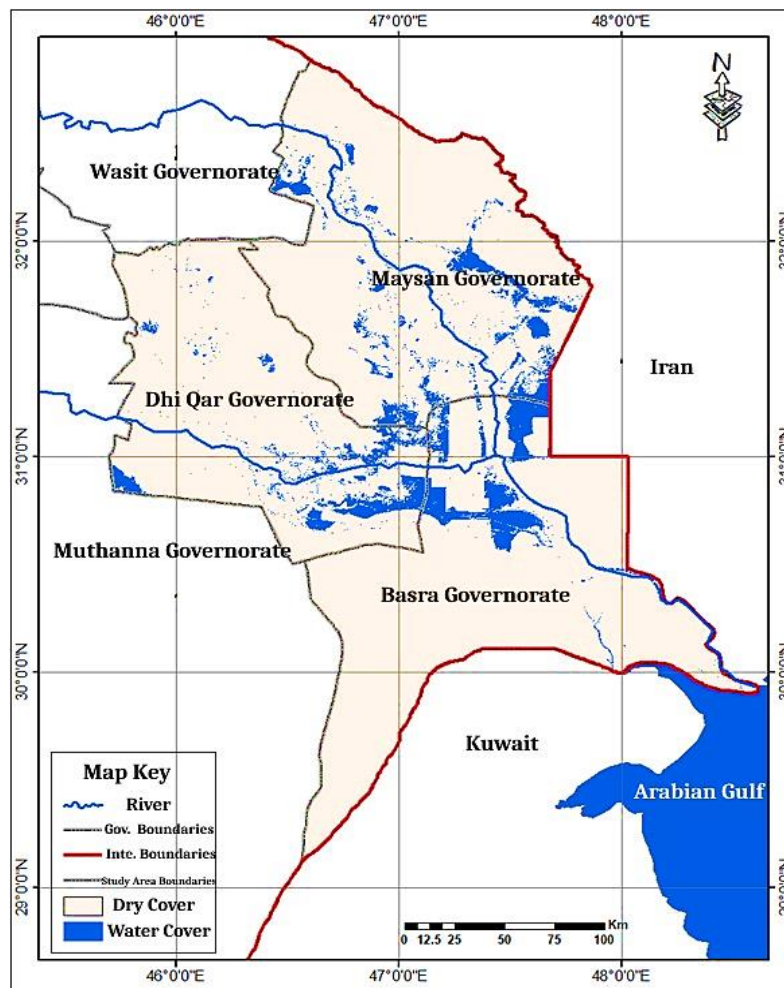 46°0'0"E 47°0'0"E 48°0'0"E
N
Wasit Governorate
32°0'0"N
Maysan Governorate
Iran
Dhi Qar Governorate
31°0'0"N
Muthanna Governorate
Basra Governorate
30°0'0"N
Kuwait
Arabian Gulf
Map Key
River
Gov. Boundaries
Inte. Boundaries
Study Area Boundaries
Dry Cover
Water Cover
29°0'0"N
Km
0 12.5 25 50 75 100
46°0'0"E 47°0'0"E 48°0'0"E